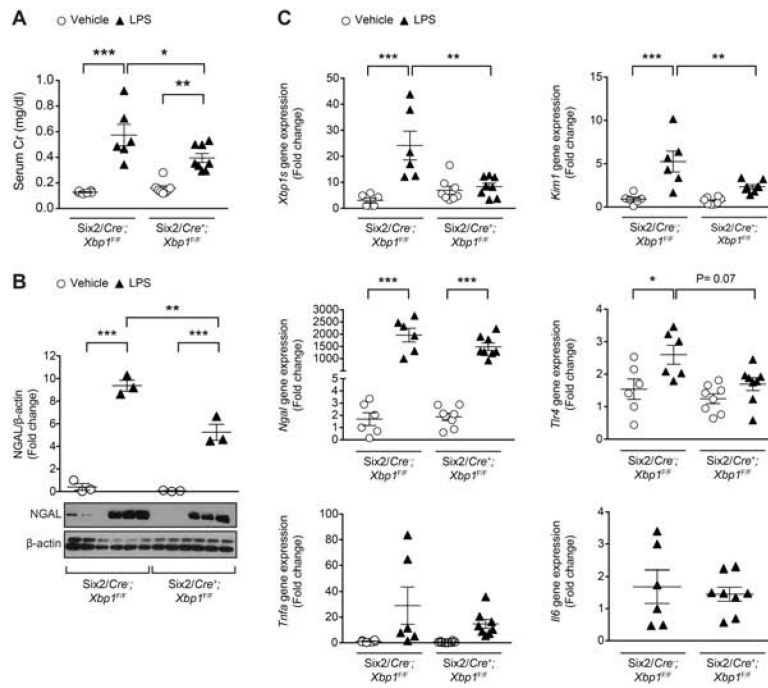 A
○ Vehicle ▲ LPS
*** *
**
Serum Cr (mg/dl)
1.0
0.8
0.6
0.4
0.2
0.0
Six2/Cre-; Six2/Cre+;
Xbp1F/F Xbp1F/F
B
○ Vehicle ▲ LPS
**
*** ***
NGAL/β-actin
(Fold change)
12
10
8
6
4
2
0
NGAL
β-actin
Six2/Cre-; Six2/Cre+;
Xbp1F/F Xbp1F/F
C
○ Vehicle ▲ LPS
*** **
Xbp1s gene expression
(Fold change)
50
40
30
20
10
0
Six2/Cre-; Six2/Cre+;
Xbp1F/F Xbp1F/F
*** **
Kim1 gene expression
(Fold change)
15
10
5
0
Six2/Cre-; Six2/Cre+;
Xbp1F/F Xbp1F/F
*** ***
Ngal gene expression
(Fold change)
3000
2500
2000
1500
1000
5
4
3
2
1
0
Six2/Cre-; Six2/Cre+;
Xbp1F/F Xbp1F/F
* P= 0.07
Tlr4 gene expression
(Fold change)
4
3
2
1
0
Six2/Cre-; Six2/Cre+;
Xbp1F/F Xbp1F/F
Tnfa gene expression
(Fold change)
100
80
60
40
20
0
Six2/Cre-; Six2/Cre+;
Xbp1F/F Xbp1F/F
Il6 gene expression
(Fold change)
4
3
2
1
0
Six2/Cre-; Six2/Cre+;
Xbp1F/F Xbp1F/F